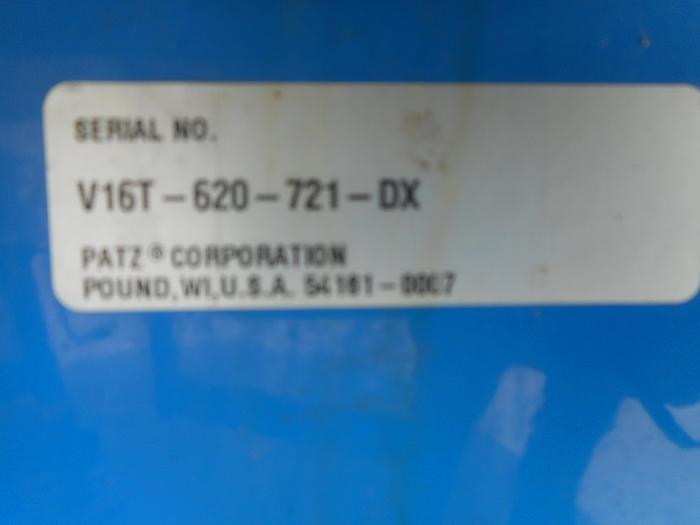 SERIAL NO.
V16T-620-721-DX
PATZ® CORPORATION
POUND, WI, U.S.A. 54161-0007